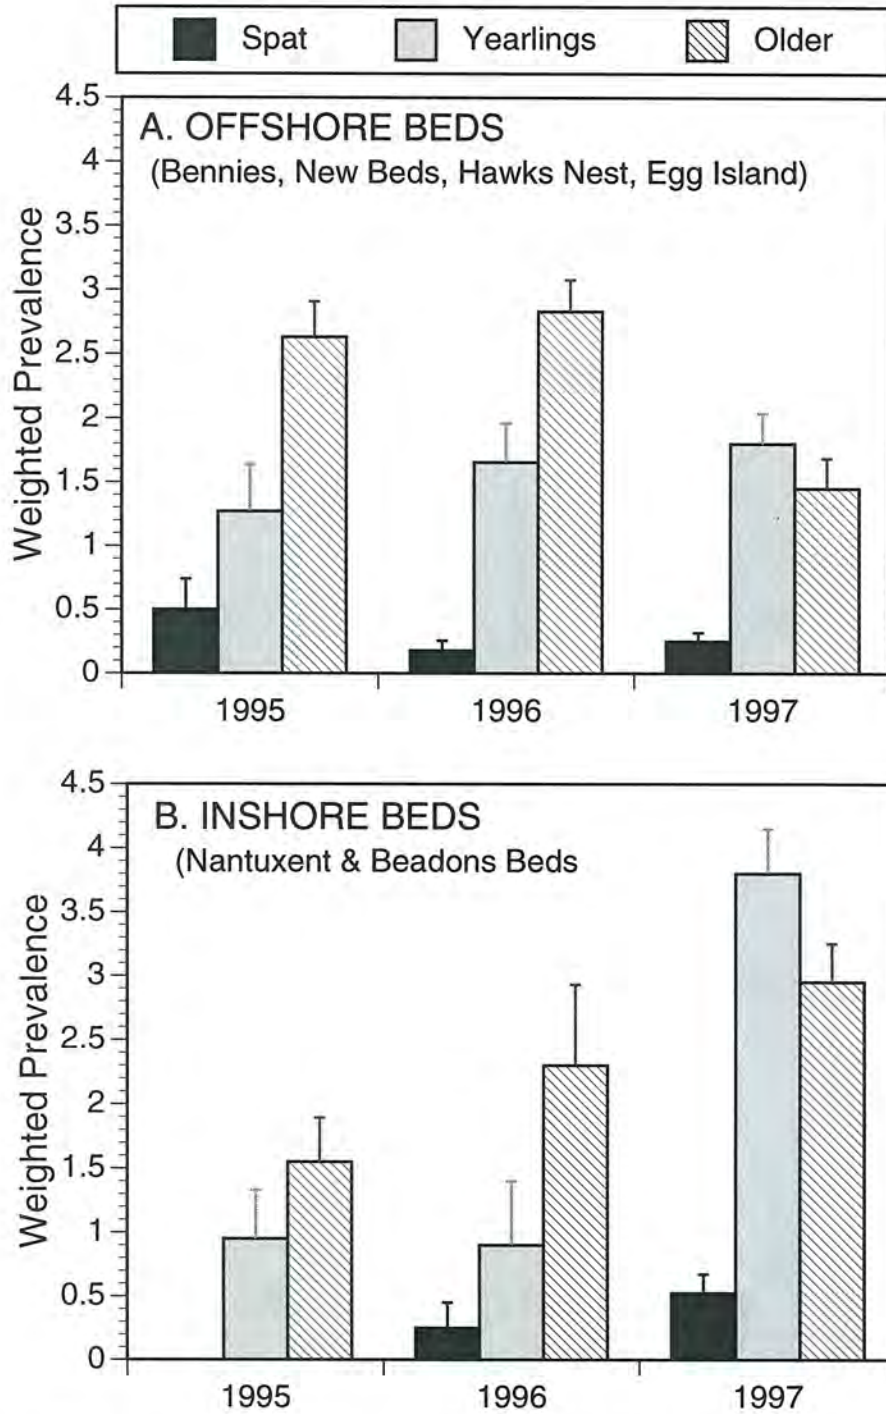 Spat Yearlings Older
A. OFFSHORE BEDS
(Bennies, New Beds, Hawks Nest, Egg Island)
Weighted Prevalence
4.5
4
3.5
3
2.5
2
1.5
1
0.5
0
1995 1996 1997
B. INSHORE BEDS
(Nantuxent & Beadons Beds
Weighted Prevalence
4.5
4
3.5
3
2.5
2
1.5
1
0.5
0
1995 1996 1997